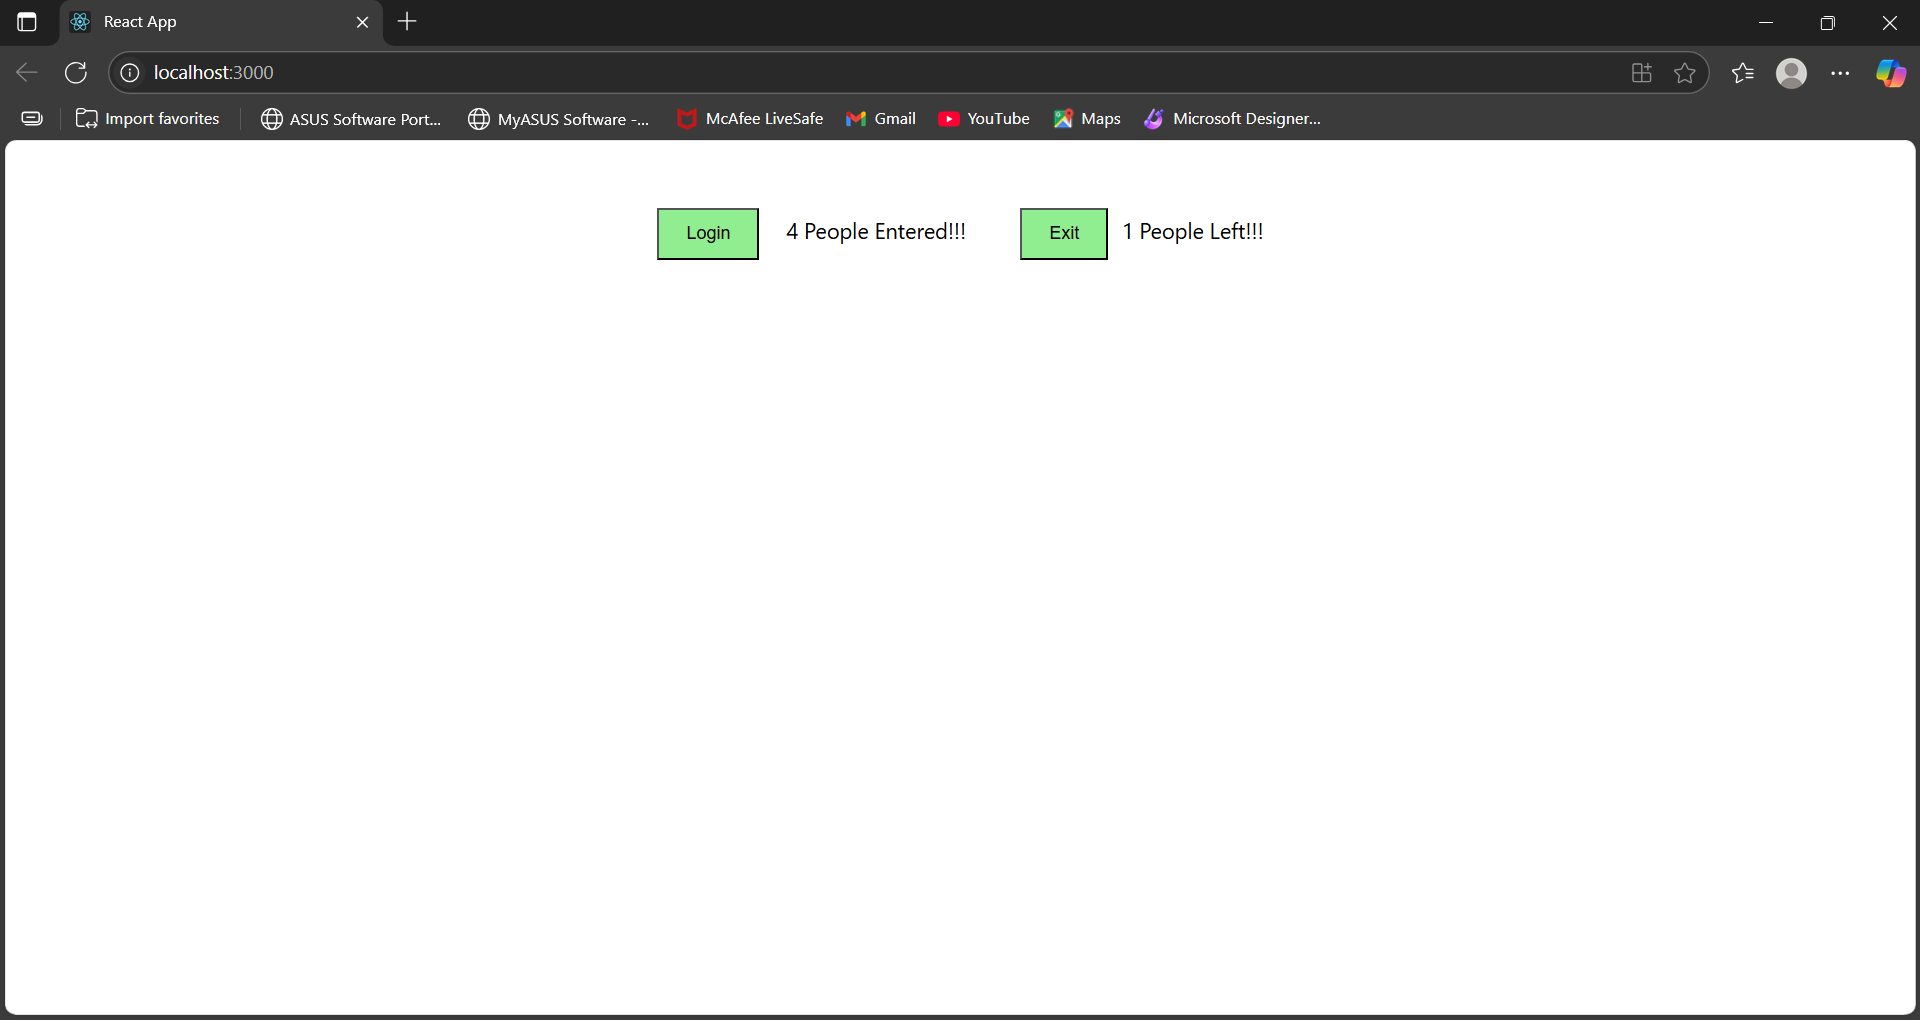 React App
localhost:3000
Import favorites ASUS Software Port... MyASUS Software -... McAfee LiveSafe Gmail YouTube Maps Microsoft Designer...
Login 4 People Entered!!! Exit 1 People Left!!!